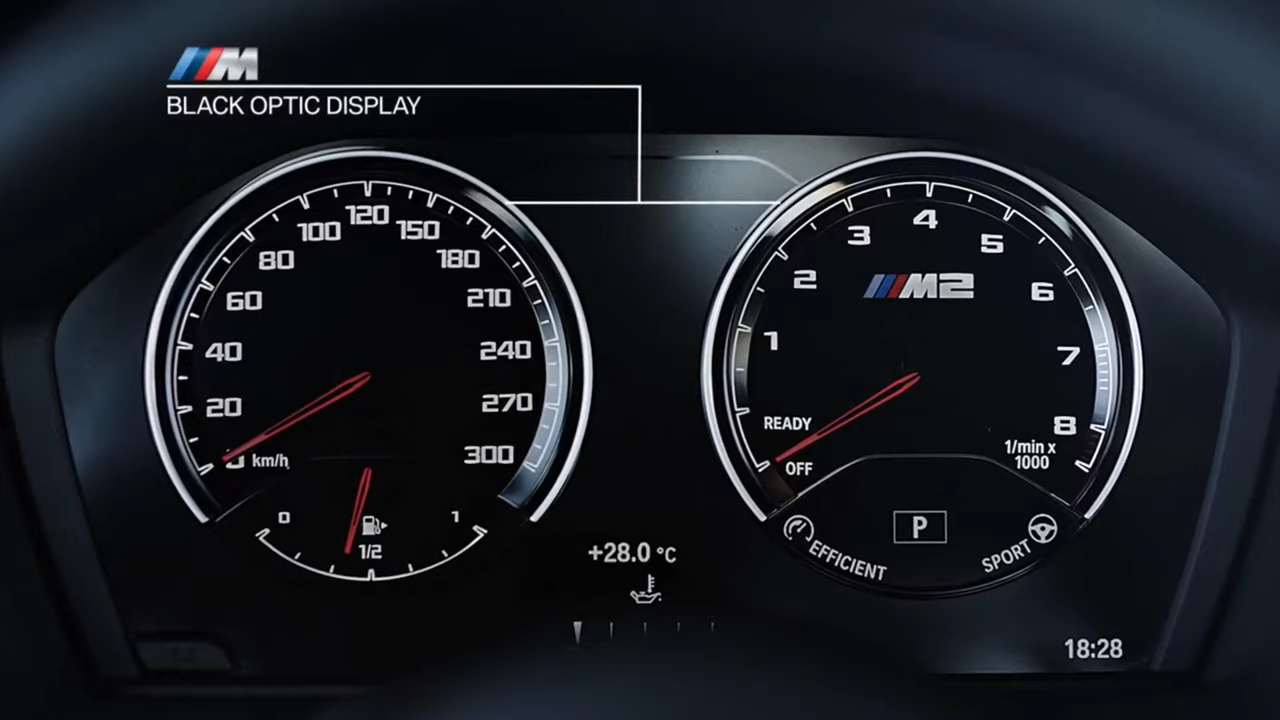 M
BLACK OPTIC DISPLAY
20
40
60
80
100
120
150
180
210
240
270
300
km/h
0
1/2
1
+28.0 °C
M2
1
2
3
4
5
6
7
8
1/min x
1000
READY
OFF
P
EFFICIENT
SPORT
18:28